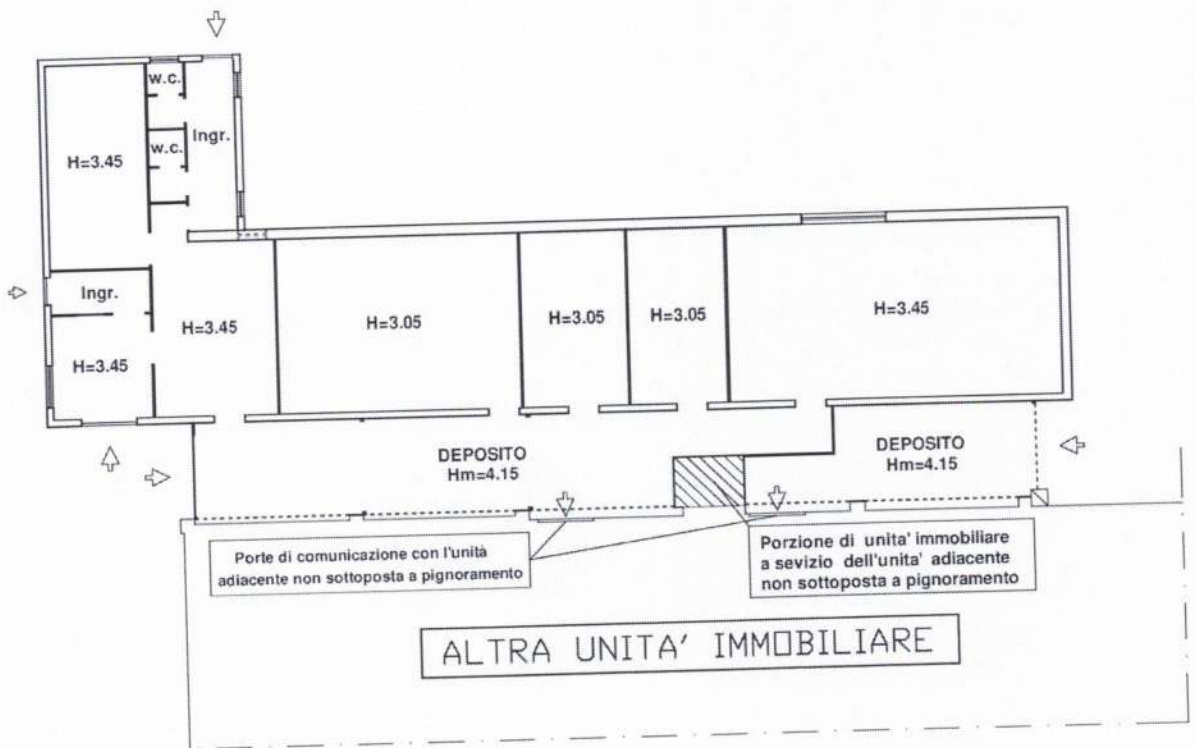 w.c.
Ingr.
w.c.
H=3.45
Ingr.
H=3.45
H=3.45
H=3.05
H=3.05
H=3.05
H=3.45
DEPOSITO
Hm=4.15
DEPOSITO
Hm=4.15
Porte di comunicazione con l'unità
adiacente non sottoposta a pignoramento
Porzione di unita' immobiliare
a sevizio dell'unita' adiacente
non sottoposta a pignoramento
ALTRA UNITA' IMMOBILIARE